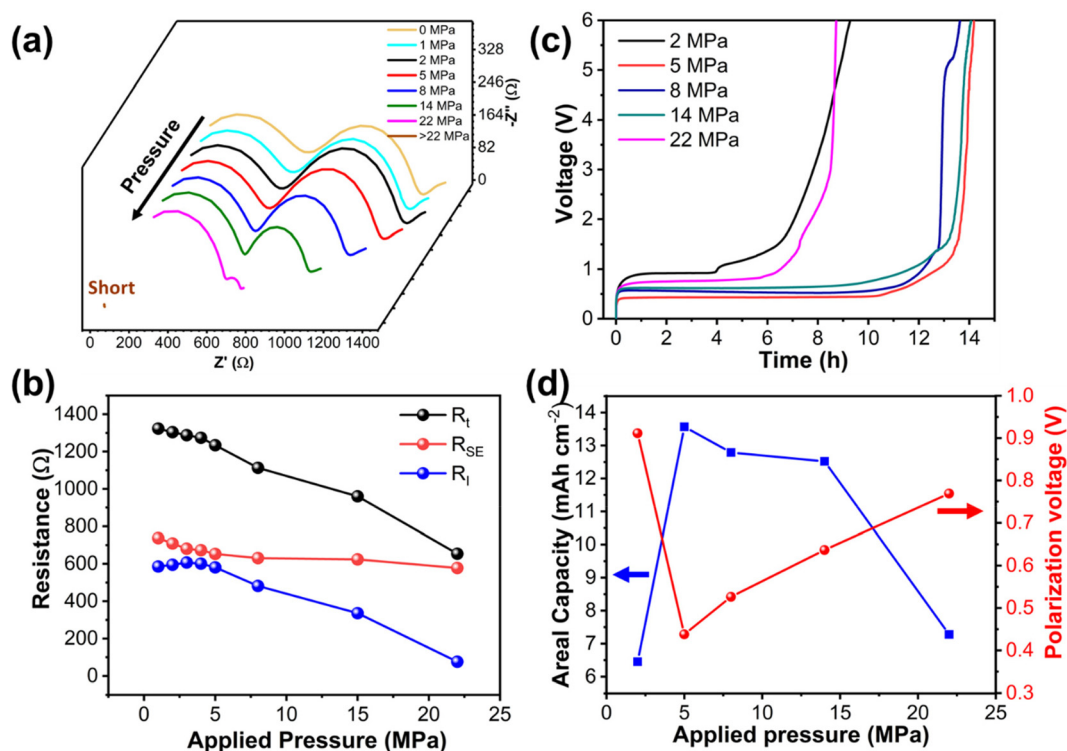 (a)
0 MPa
1 MPa
2 MPa
5 MPa
8 MPa
14 MPa
22 MPa
>22 MPa
328
246
164
82
0
-Z'' (Ω)
Pressure
Short
0 200 400 600 800 1000 1200 1400
Z' (Ω)
(c)
6
5
4
3
2
1
0
Voltage (V)
2 MPa
5 MPa
8 MPa
14 MPa
22 MPa
0 2 4 6 8 10 12 14
Time (h)
(b)
1400
1200
1000
800
600
400
200
0
Resistance (Ω)
Rt
RSE
RI
0 5 10 15 20 25
Applied Pressure (MPa)
(d)
14
13
12
11
10
9
8
7
6
Areal Capacity (mAh cm⁻²)
1.0
0.9
0.8
0.7
0.6
0.5
0.4
0.3
Polarization voltage (V)
0 5 10 15 20 25
Applied pressure (MPa)